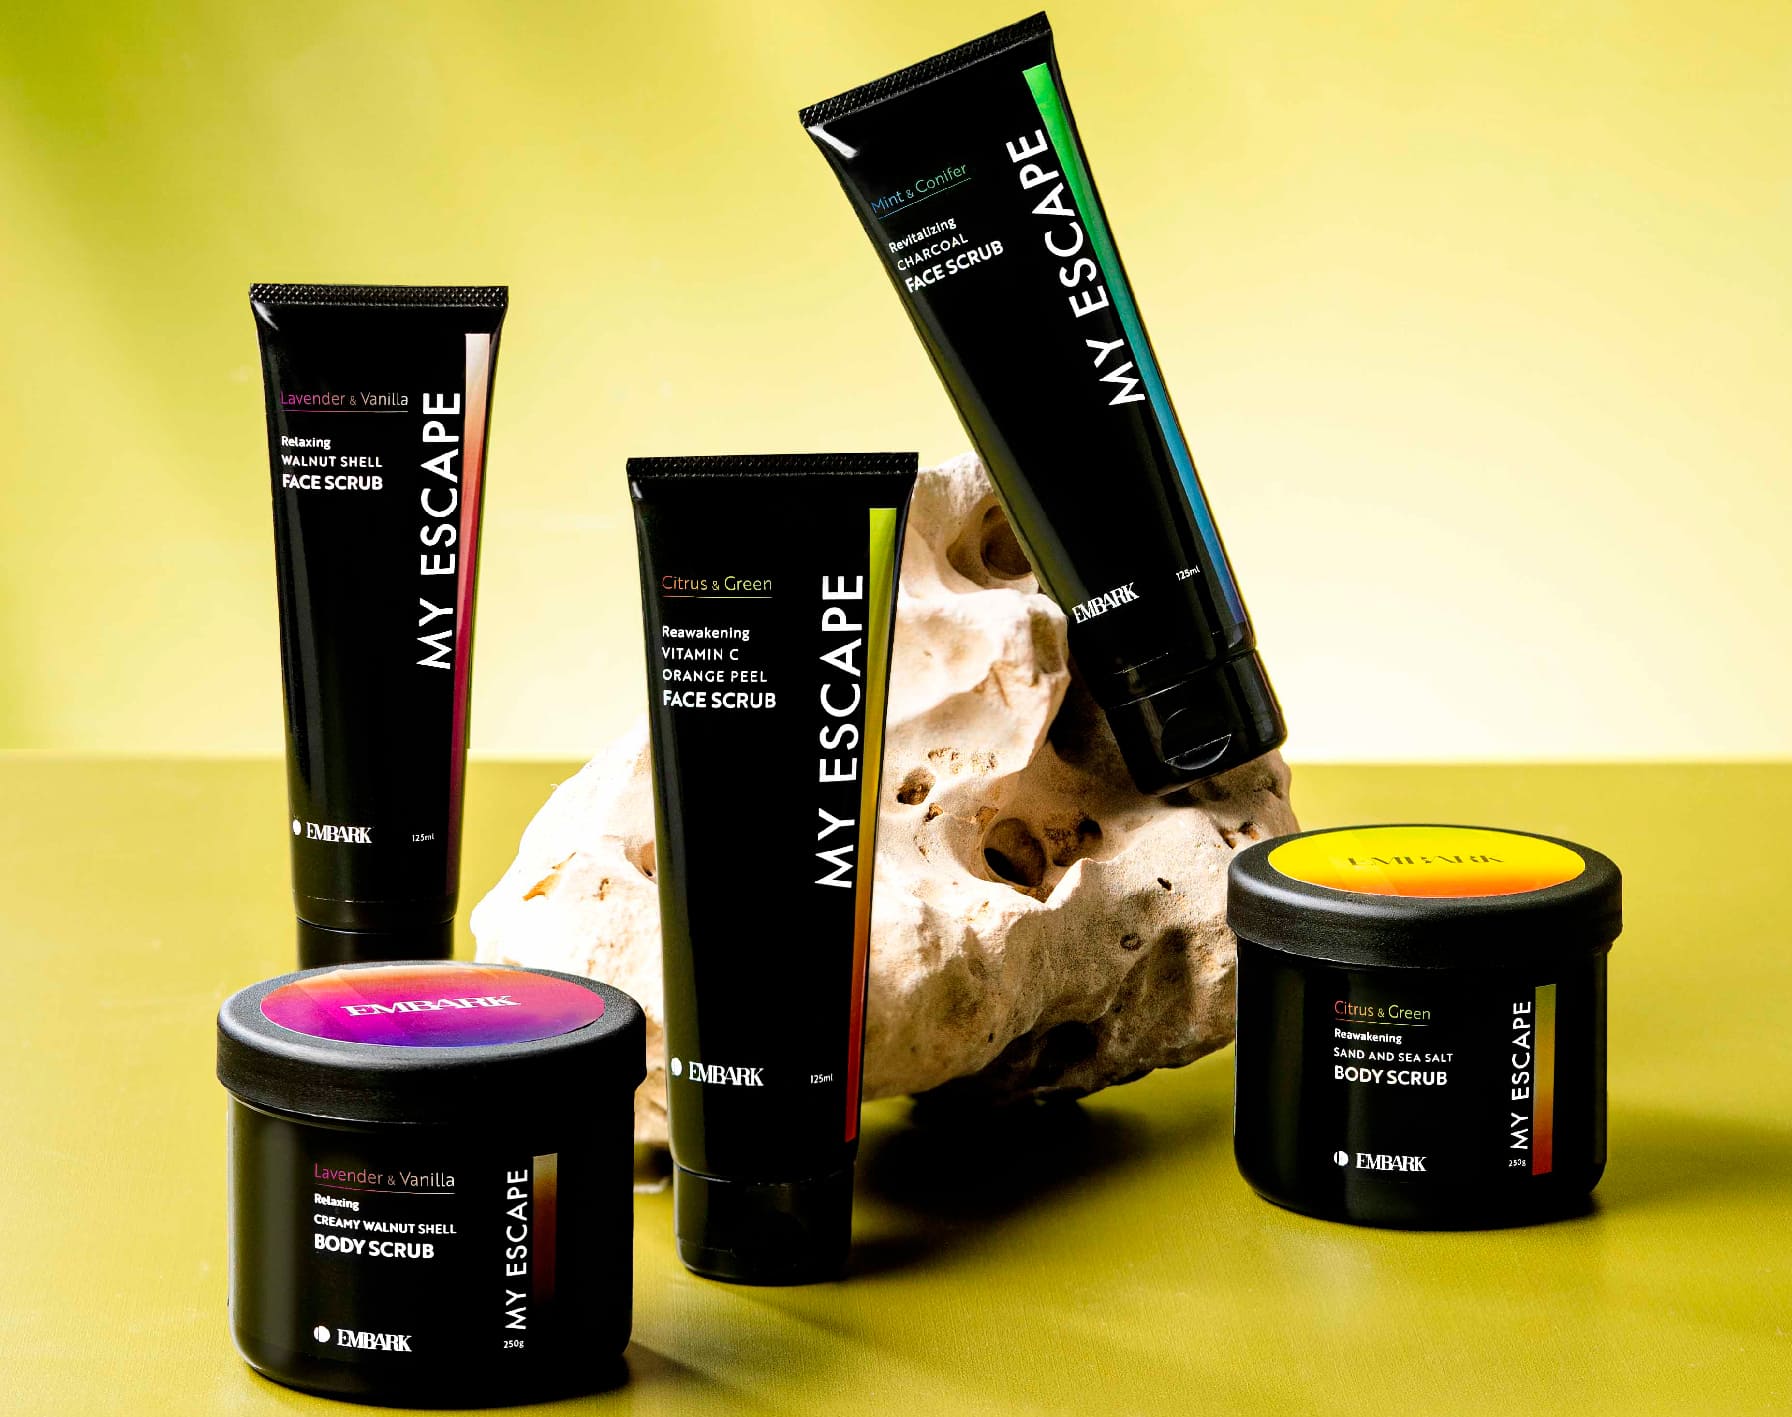 Mint & Conifer
Revitalizing
CHARCOAL
FACE SCRUB
MY ESCAPE
EMBARK
125ml
Lavender & Vanilla
Relaxing
WALNUT SHELL
FACE SCRUB
MY ESCAPE
EMBARK
125ml
Citrus & Green
Reawakening
VITAMIN C
ORANGE PEEL
FACE SCRUB
MY ESCAPE
EMBARK
125ml
EMBARK
Lavender & Vanilla
Relaxing
CREAMY WALNUT SHELL
BODY SCRUB
MY ESCAPE
EMBARK
250g
EMBARK
Citrus & Green
Reawakening
SAND AND SEA SALT
BODY SCRUB
MY ESCAPE
EMBARK
250g